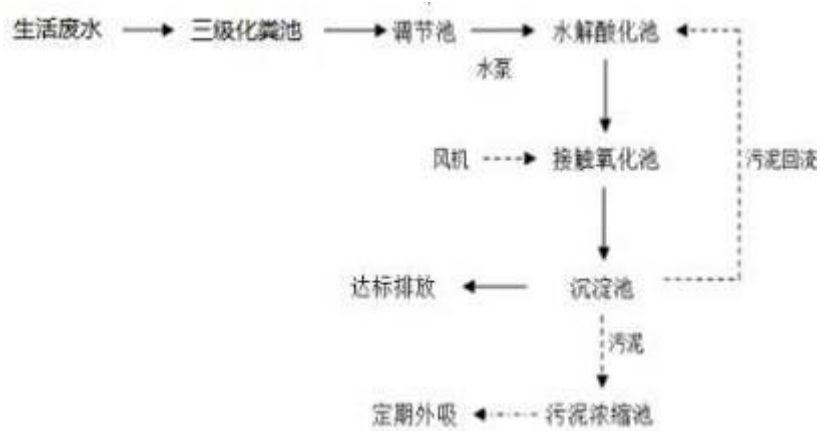 生活废水 三级化粪池 调节池 水解酸化池
水泵
风机 接触氧化池 污泥回流
达标排放 沉淀池
污泥
定期外吸 污泥浓缩池